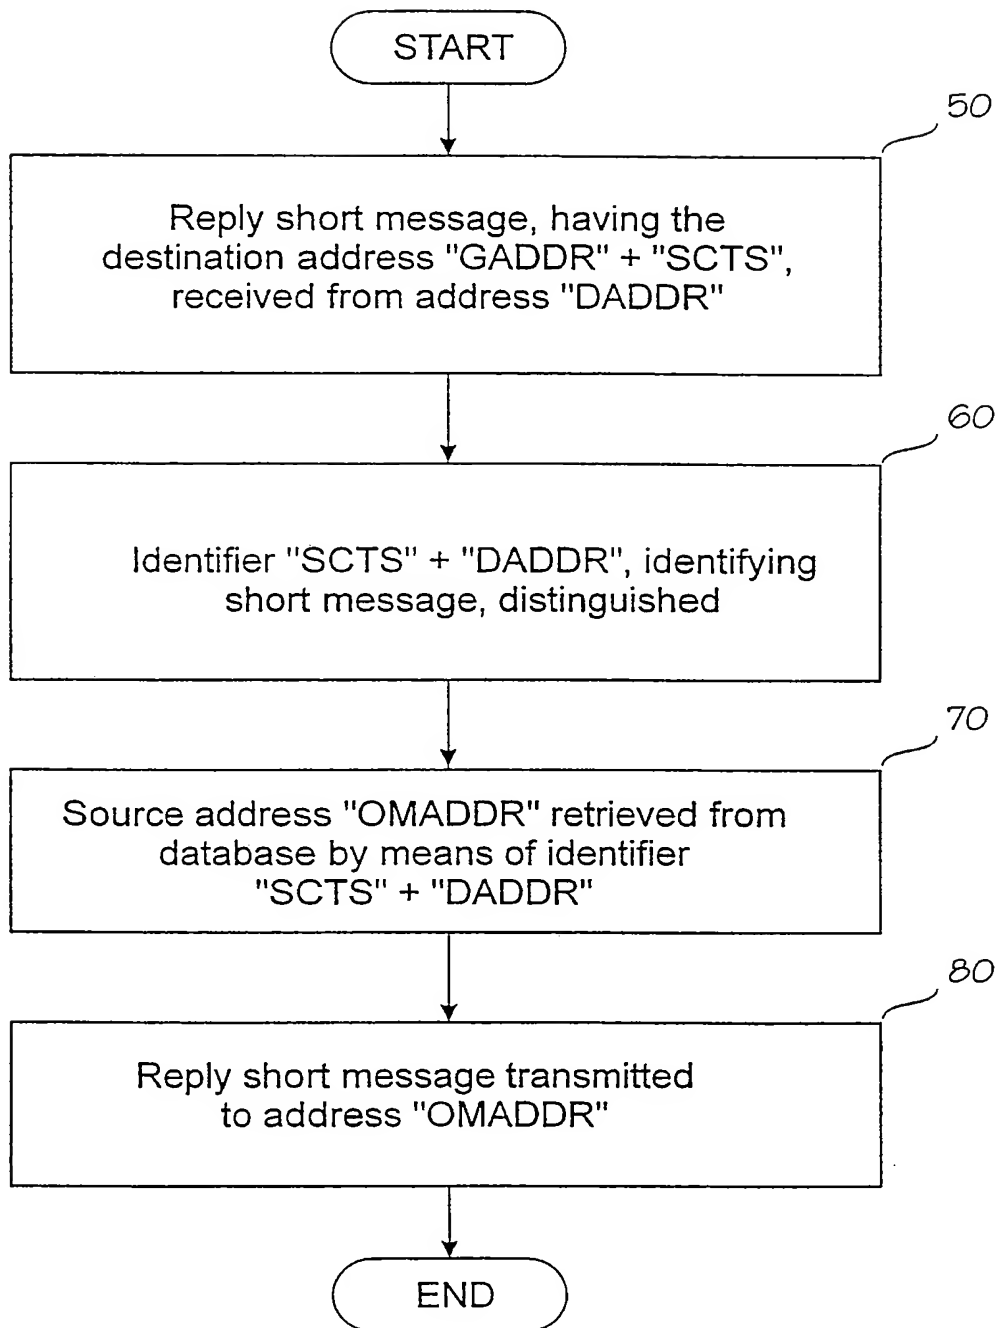 START
50
Reply short message, having the
destination address "GADDR" + "SCTS",
received from address "DADDR"
60
Identifier "SCTS" + "DADDR", identifying
short message, distinguished
70
Source address "OMADDR" retrieved from
database by means of identifier
"SCTS" + "DADDR"
80
Reply short message transmitted
to address "OMADDR"
END